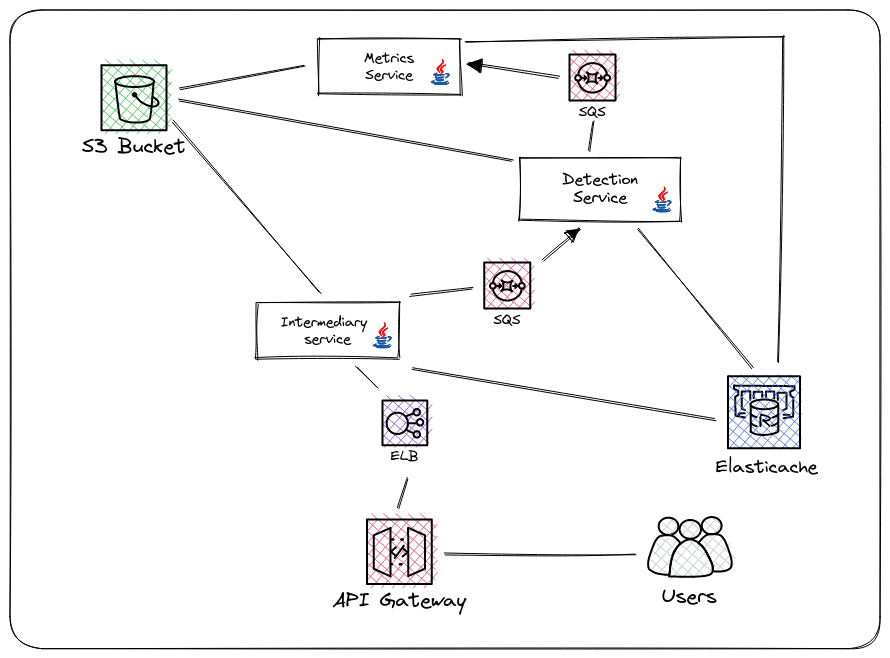 Metrics
Service
SQS
S3 Bucket
Detection
Service
SQS
Intermediary
service
ELB
Elasticache
R
</>
API Gateway
Users